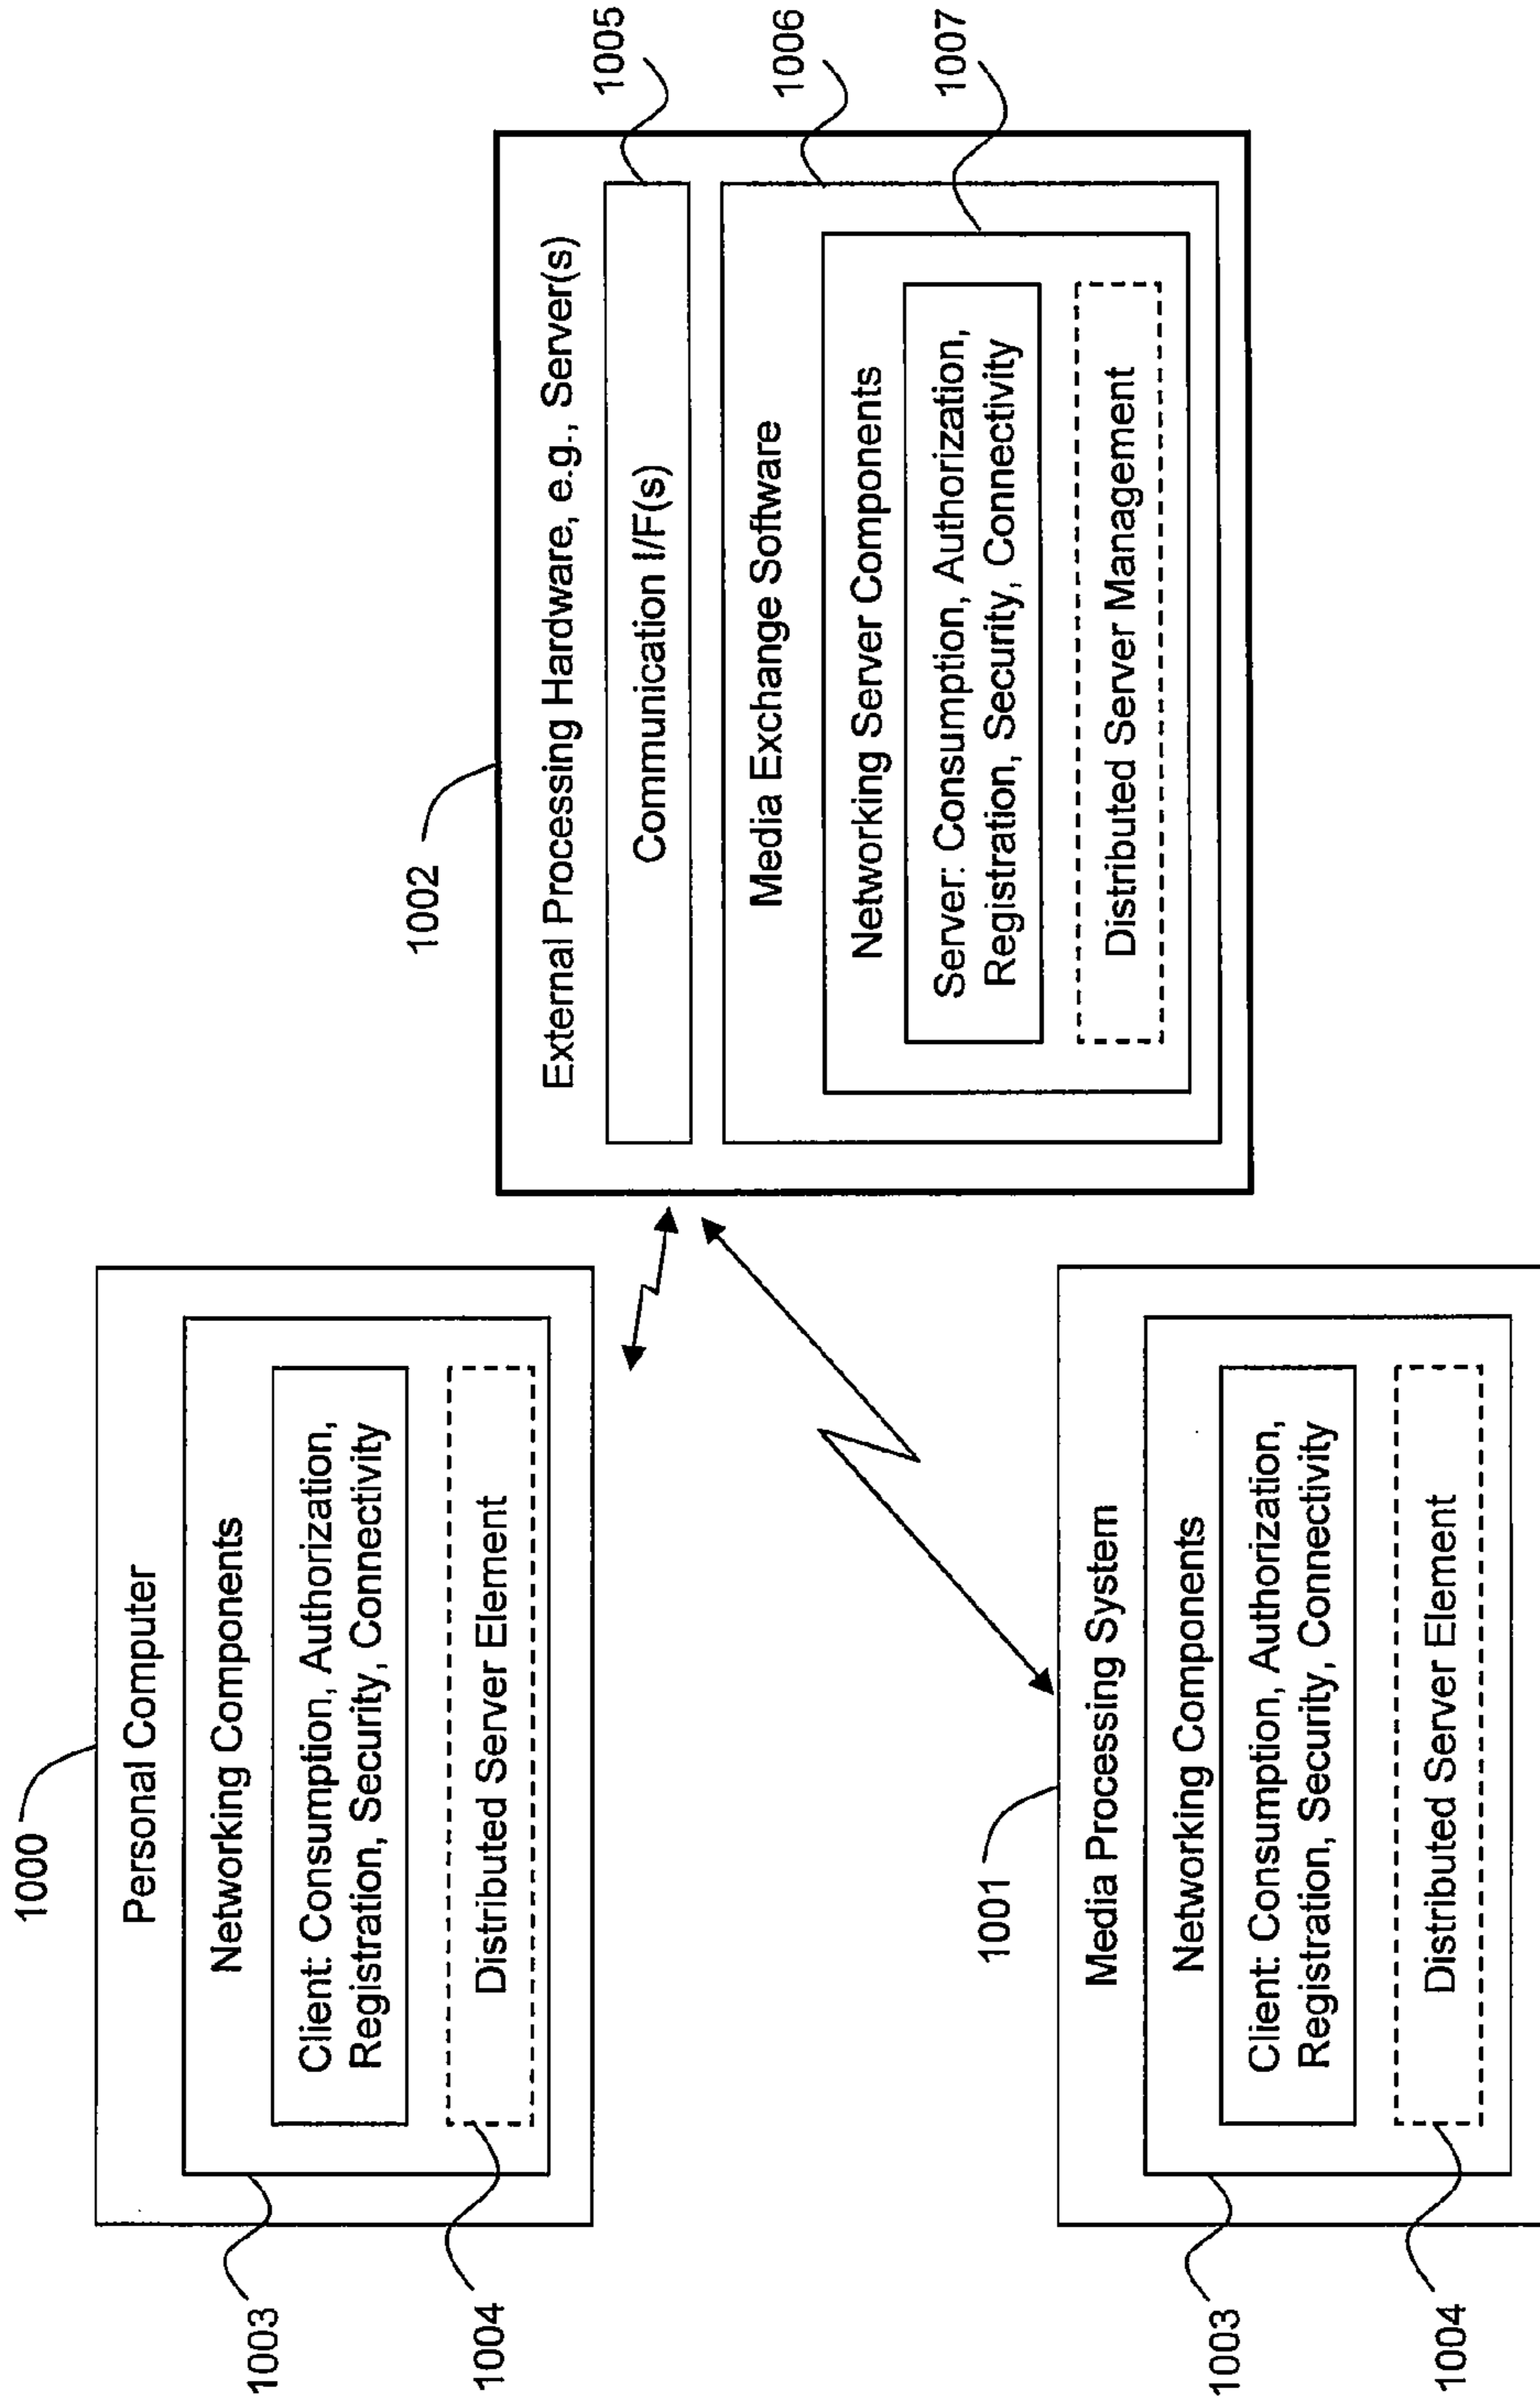 1000
Personal Computer
Networking Components
Client: Consumption, Authorization,
Registration, Security, Connectivity
Distributed Server Element
1003
1004
1002
External Processing Hardware, e.g., Server(s)
Communication I/F(s)
Media Exchange Software
Networking Server Components
Server: Consumption, Authorization,
Registration, Security, Connectivity
Distributed Server Management
1005
1006
1007
1001
Media Processing System
Networking Components
Client: Consumption, Authorization,
Registration, Security, Connectivity
Distributed Server Element
1003
1004